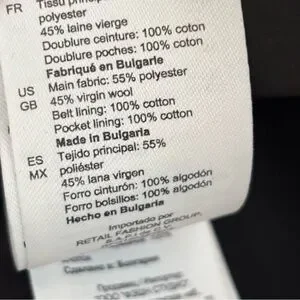 FR Tissu
polyester
45% laine vierge
Doublure ceinture: 100% coton
Doublure poches: 100% coton
Fabriqué en Bulgarie
US Main fabric: 55% polyester
GB 45% virgin wool
Belt lining: 100% cotton
Pocket lining: 100% cotton
Made in Bulgaria
ES Tejido principal: 55%
MX poliéster
45% lana virgen
Forro cinturón: 100% algodón
Forro bolsillos: 100% algodón
Hecho en Bulgaria
Importado por
RETAIL FASHION GROUP,